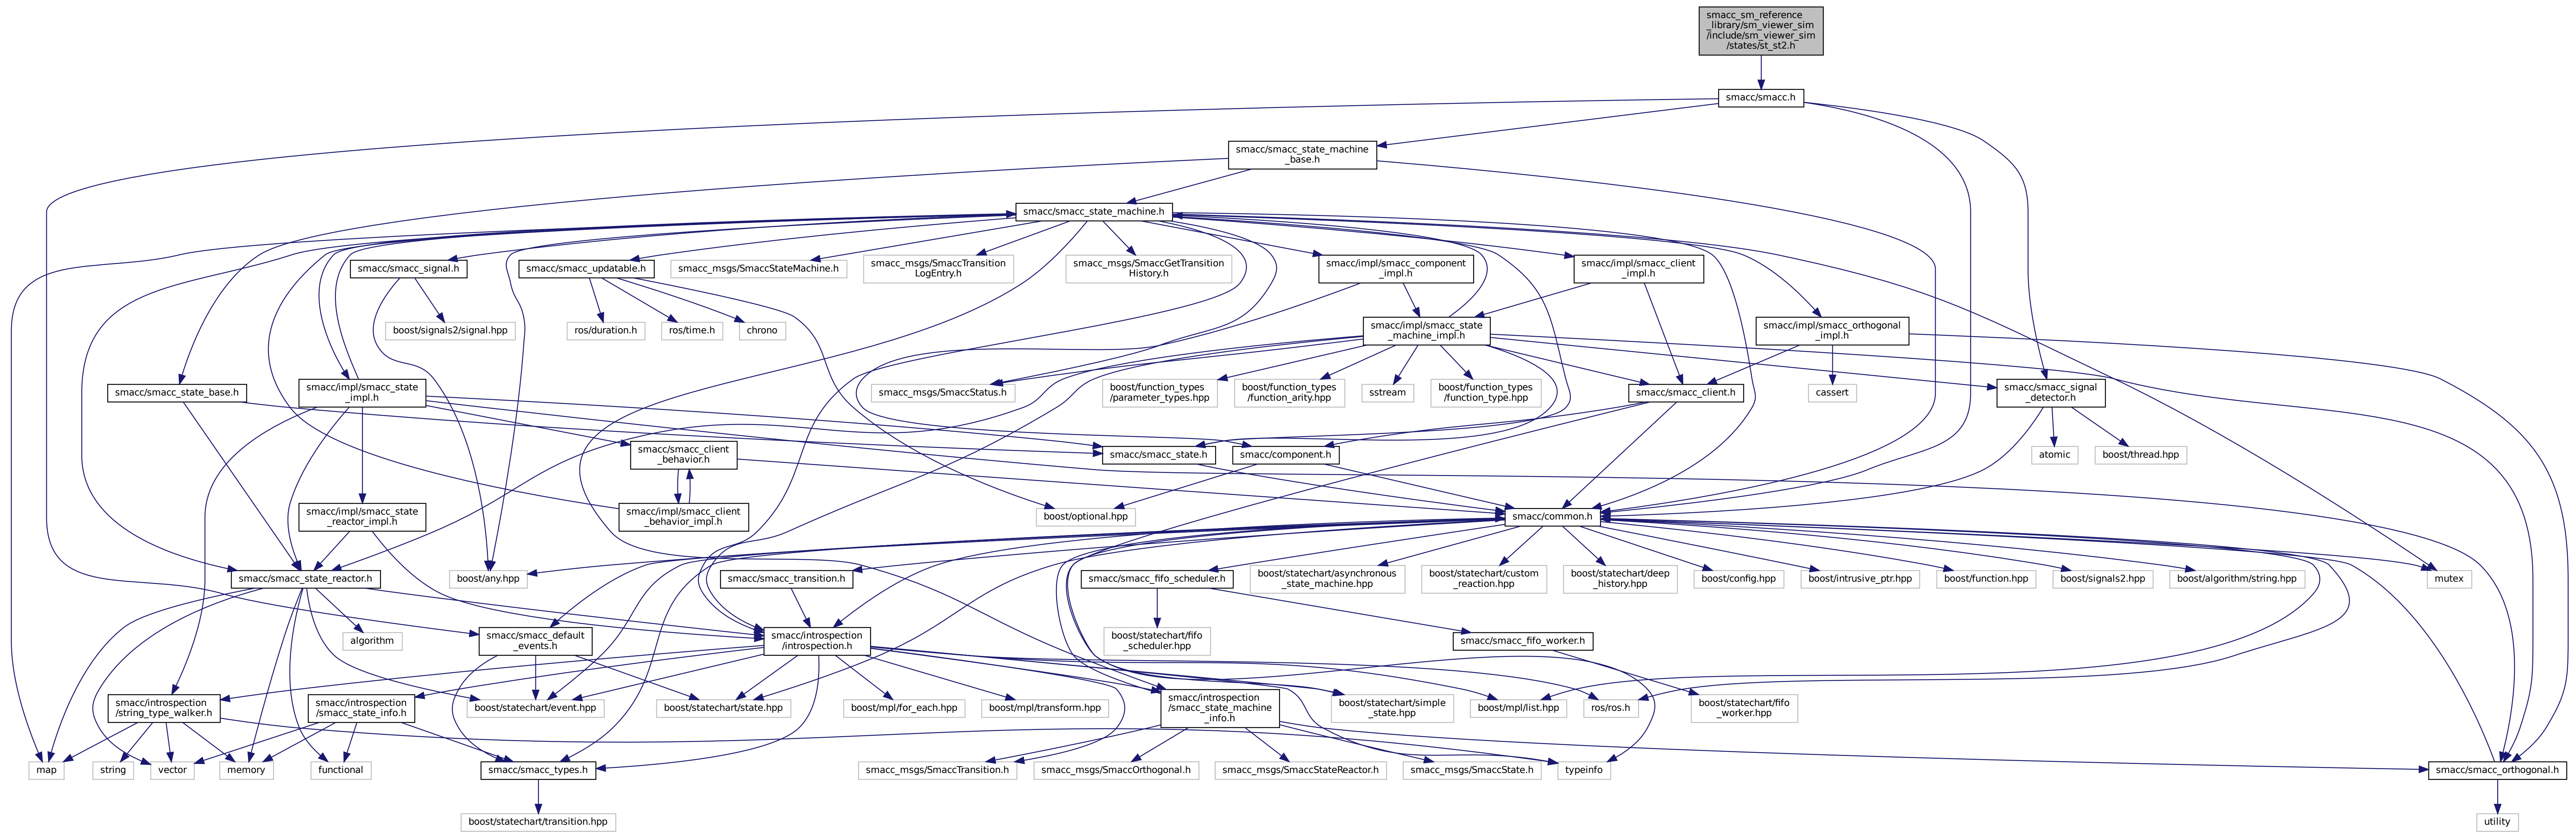 smacc_sm_reference
_library/sm_viewer_sim
/include/sm_viewer_sim
/states/st_st2.h
smacc/smacc.h
smacc/smacc_state_machine
_base.h
smacc/smacc_state_machine.h
smacc/smacc_signal.h
smacc/smacc_updatable.h
smacc_msgs/SmaccStateMachine.h
smacc_msgs/SmaccTransition
LogEntry.h
smacc_msgs/SmaccGetTransition
History.h
smacc/impl/smacc_component
_impl.h
smacc/impl/smacc_client
_impl.h
boost/signals2/signal.hpp
ros/duration.h
ros/time.h
chrono
smacc/impl/smacc_state
_machine_impl.h
smacc/impl/smacc_orthogonal
_impl.h
smacc/smacc_state_base.h
smacc/impl/smacc_state
_impl.h
smacc_msgs/SmaccStatus.h
boost/function_types
/parameter_types.hpp
boost/function_types
/function_arity.hpp
sstream
boost/function_types
/function_type.hpp
smacc/smacc_client.h
cassert
smacc/smacc_signal
_detector.h
smacc/smacc_client
_behavior.h
smacc/smacc_state.h
smacc/component.h
atomic
boost/thread.hpp
smacc/impl/smacc_state
_reactor_impl.h
smacc/impl/smacc_client
_behavior_impl.h
boost/optional.hpp
smacc/common.h
smacc/smacc_state_reactor.h
boost/any.hpp
smacc/smacc_transition.h
smacc/smacc_fifo_scheduler.h
boost/statechart/asynchronous
_state_machine.hpp
boost/statechart/custom
_reaction.hpp
boost/statechart/deep
_history.hpp
boost/config.hpp
boost/intrusive_ptr.hpp
boost/function.hpp
boost/signals2.hpp
boost/algorithm/string.hpp
mutex
algorithm
smacc/smacc_default
_events.h
smacc/introspection
/introspection.h
boost/statechart/fifo
_scheduler.hpp
smacc/smacc_fifo_worker.h
smacc/introspection
/string_type_walker.h
smacc/introspection
/smacc_state_info.h
boost/statechart/event.hpp
boost/statechart/state.hpp
boost/mpl/for_each.hpp
boost/mpl/transform.hpp
smacc/introspection
/smacc_state_machine
_info.h
boost/statechart/simple
_state.hpp
boost/mpl/list.hpp
ros/ros.h
boost/statechart/fifo
_worker.hpp
map
string
vector
memory
functional
smacc/smacc_types.h
smacc_msgs/SmaccTransition.h
smacc_msgs/SmaccOrthogonal.h
smacc_msgs/SmaccStateReactor.h
smacc_msgs/SmaccState.h
typeinfo
smacc/smacc_orthogonal.h
boost/statechart/transition.hpp
utility